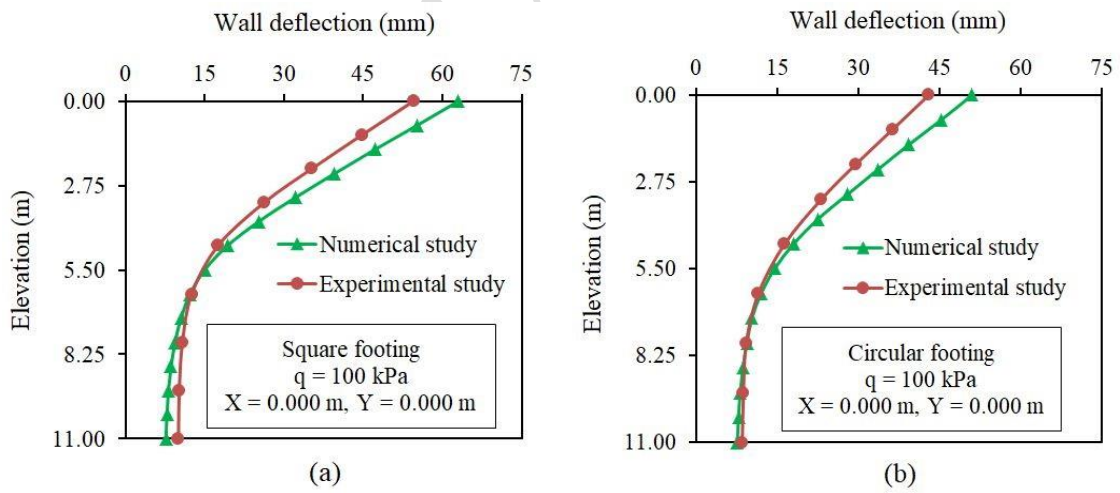 Wall deflection (mm)
0 15 30 45 60 75
0.00
2.75
5.50
8.25
11.00
Elevation (m)
Numerical study
Experimental study
Square footing
q = 100 kPa
X = 0.000 m, Y = 0.000 m
(a)
Wall deflection (mm)
0 15 30 45 60 75
0.00
2.75
5.50
8.25
11.00
Elevation (m)
Numerical study
Experimental study
Circular footing
q = 100 kPa
X = 0.000 m, Y = 0.000 m
(b)